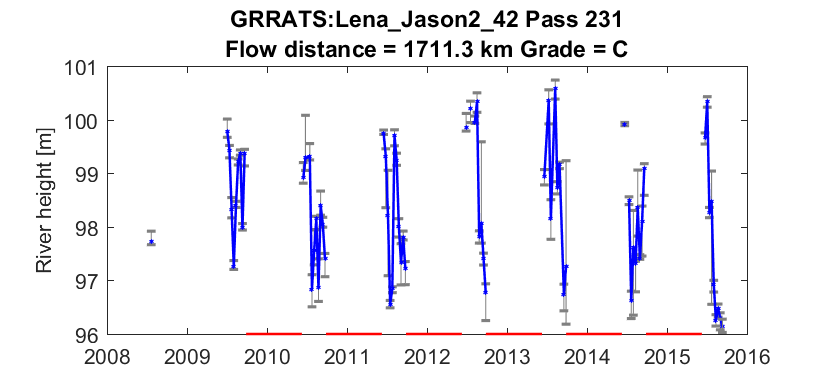 GRRATS:Lena_Jason2_42 Pass 231
Flow distance = 1711.3 km Grade = C
River height [m]
101
100
99
98
97
96
2008 2009 2010 2011 2012 2013 2014 2015 2016